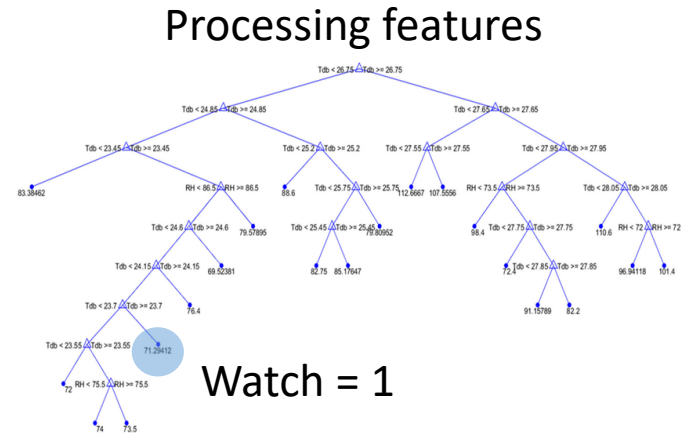 Processing features
Tdb < 26.75 Tdb >= 26.75
Tdb < 24.85 Tdb >= 24.85
Tdb < 27.65 Tdb >= 27.65
Tdb < 23.45 Tdb >= 23.45
Tdb < 25.2 Tdb >= 25.2
Tdb < 27.55 Tdb >= 27.55
Tdb < 27.95 Tdb >= 27.95
83.38462
RH < 86.5 RH >= 86.5
88.6
Tdb < 25.75 Tdb >= 25.75
112.6667
107.5556
RH < 73.5 RH >= 73.5
Tdb < 28.05 Tdb >= 28.05
Tdb < 24.6 Tdb >= 24.6
79.57895
Tdb < 25.45 Tdb >= 25.45
79.80952
98.4
Tdb < 27.75 Tdb >= 27.75
110.6
RH < 72 RH >= 72
Tdb < 24.15 Tdb >= 24.15
69.52381
82.75
85.17647
72.4
Tdb < 27.85 Tdb >= 27.85
96.94118
101.4
Tdb < 23.7 Tdb >= 23.7
76.4
91.15789
82.2
Tdb < 23.55 Tdb >= 23.55
71.29412
72
RH < 75.5 RH >= 75.5
Watch = 1
74
73.5